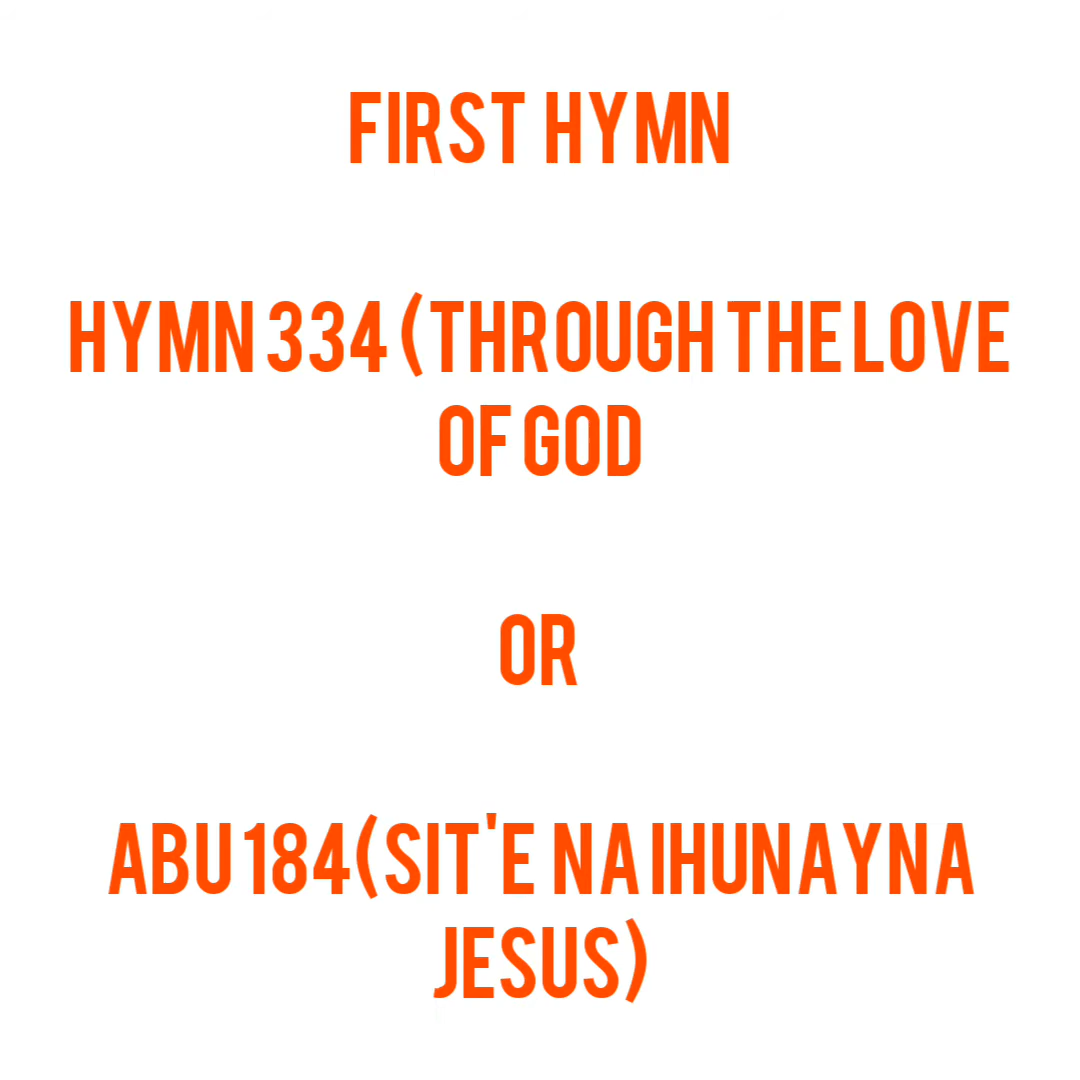 FIRST HYMN
HYMN 334 (THROUGH THE LOVE
OF GOD
OR
ABU 184(SIT'E NA IHUNAYNA
JESUS)